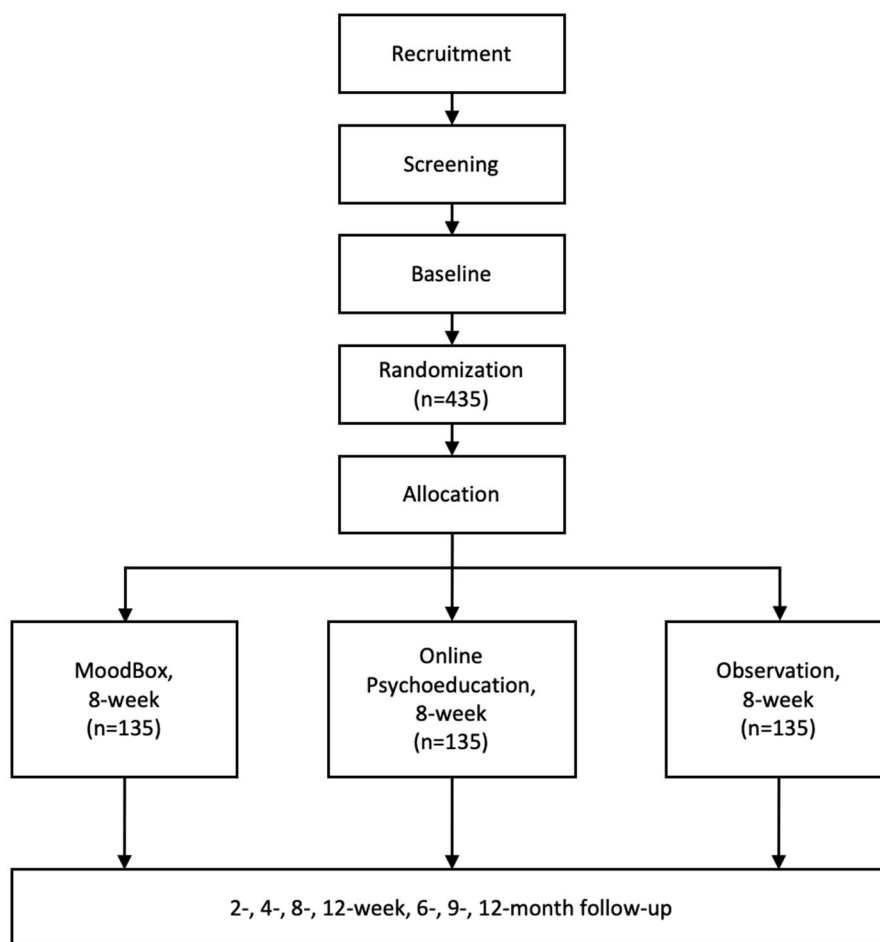 Recruitment
Screening
Baseline
Randomization
(n=435)
Allocation
MoodBox,
8-week
(n=135)
Online
Psychoeducation,
8-week
(n=135)
Observation,
8-week
(n=135)
2-, 4-, 8-, 12-week, 6-, 9-, 12-month follow-up